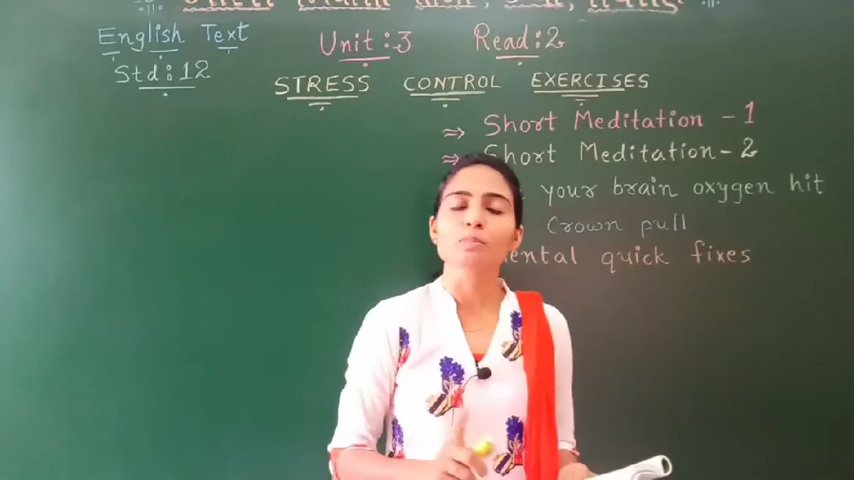 English Text
Unit:3
Read:2
Std:12
STRESS CONTROL EXERCISES
⇒ Short Meditation - 1
⇒ Short Meditation - 2
your brain oxygen hit
Crown pull
quick fixes